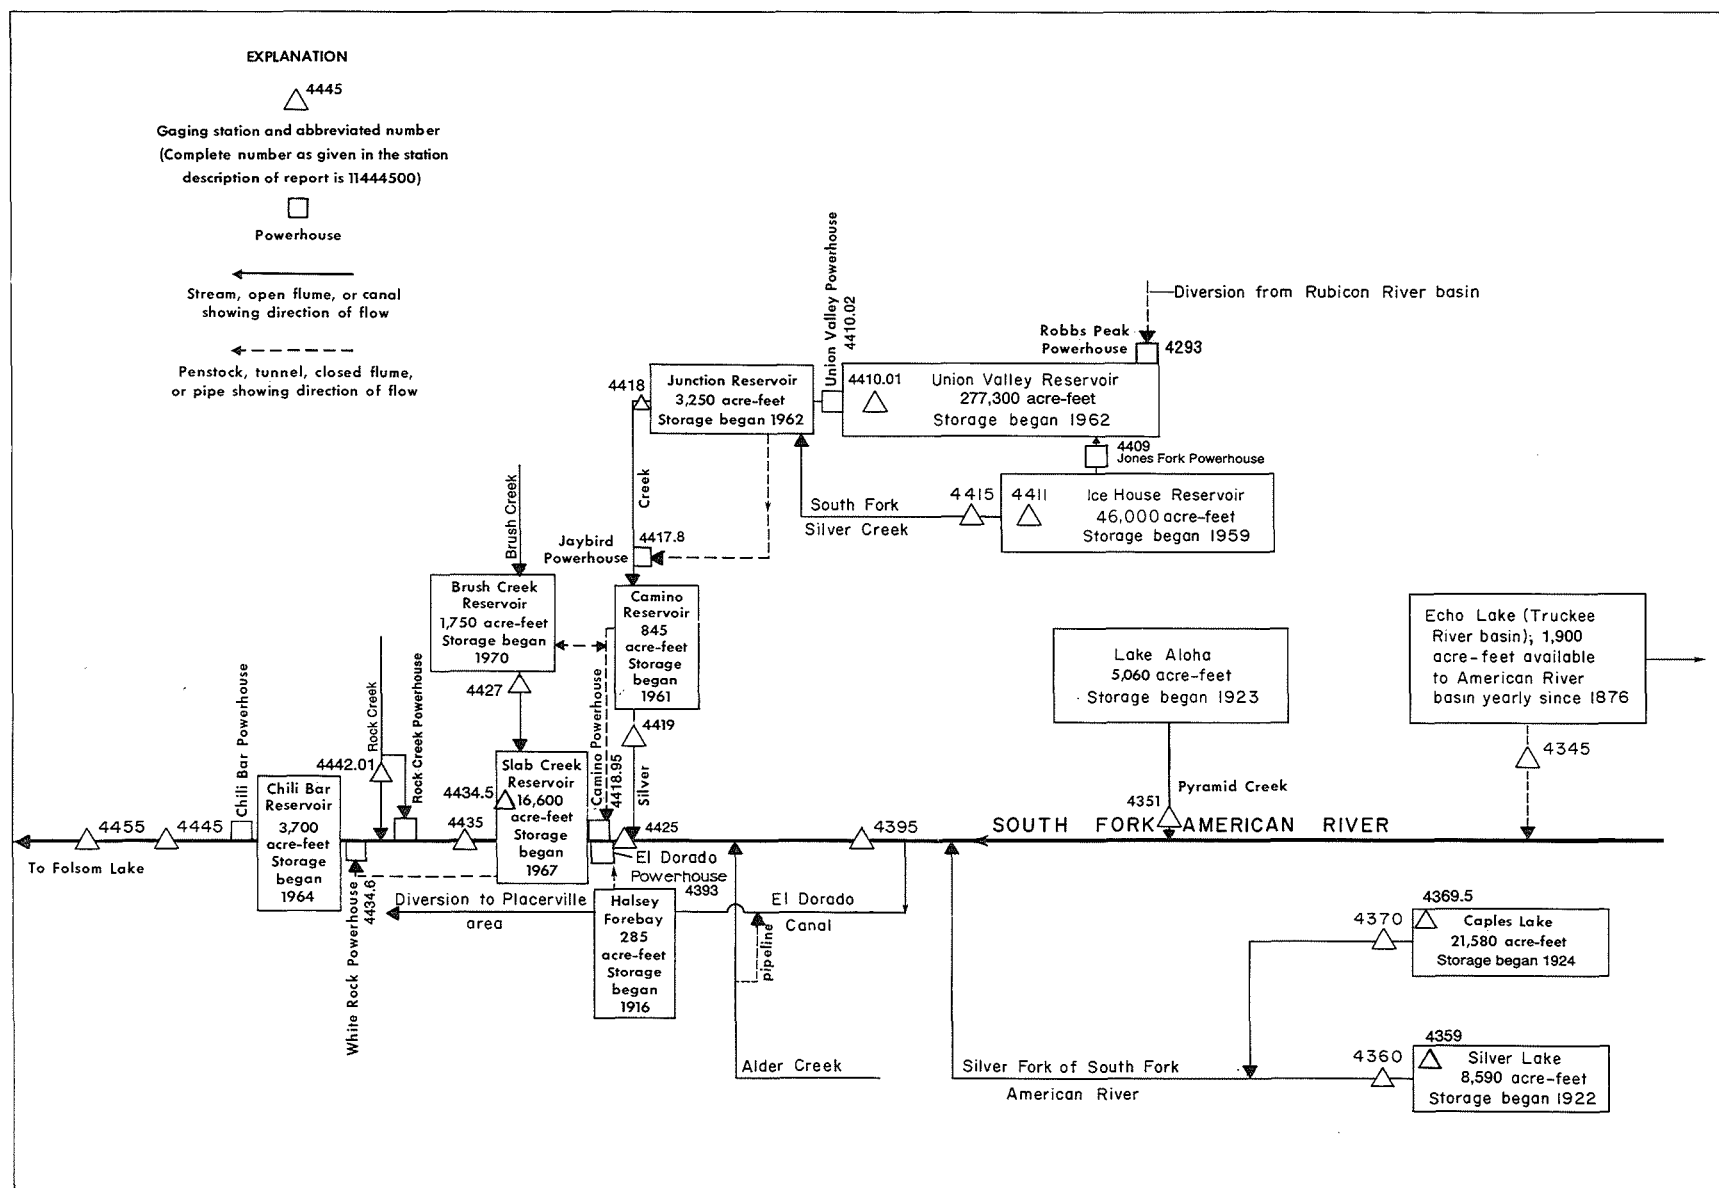 EXPLANATION
4445
Gaging station and abbreviated number
(Complete number as given in the station
description of report is 11444500)
Powerhouse
Stream, open flume, or canal
showing direction of flow
Penstock, tunnel, closed flume,
or pipe showing direction of flow
Diversion from Rubicon River basin
Robbs Peak
Powerhouse
4293
Union Valley Powerhouse
4410.02
4410.01
Union Valley Reservoir
277,300 acre-feet
Storage began 1962
4418
Junction Reservoir
3,250 acre-feet
Storage began 1962
4409
Jones Fork Powerhouse
4415
4411
Ice House Reservoir
46,000 acre-feet
Storage began 1959
South Fork
Silver Creek
Creek
Jaybird
Powerhouse
4417.8
Brush Creek
Brush Creek
Reservoir
1,750 acre-feet
Storage began
1970
4427
Camino
Reservoir
845
acre-feet
Storage
began
1961
4419
Silver
Camino Powerhouse
4418.95
Lake Aloha
5,060 acre-feet
Storage began 1923
Pyramid Creek
4351
Echo Lake (Truckee
River basin); 1,900
acre-feet available
to American River
basin yearly since 1876
4345
Chili Bar Powerhouse
Rock Creek
4442.01
Rock Creek Powerhouse
Chili Bar
Reservoir
3,700
acre-feet
Storage
began
1964
4434.5
Slab Creek
Reservoir
16,600
acre-feet
Storage
began
1967
4455
4445
4435
4425
4395
SOUTH FORK AMERICAN RIVER
To Folsom Lake
El Dorado
Powerhouse
4393
White Rock Powerhouse
4434.6
Diversion to Placerville
area
Halsey
Forebay
285
acre-feet
Storage
began
1916
El Dorado
Canal
pipeline
Alder Creek
4369.5
4370
Caples Lake
21,580 acre-feet
Storage began 1924
4359
4360
Silver Lake
8,590 acre-feet
Storage began 1922
Silver Fork of South Fork
American River